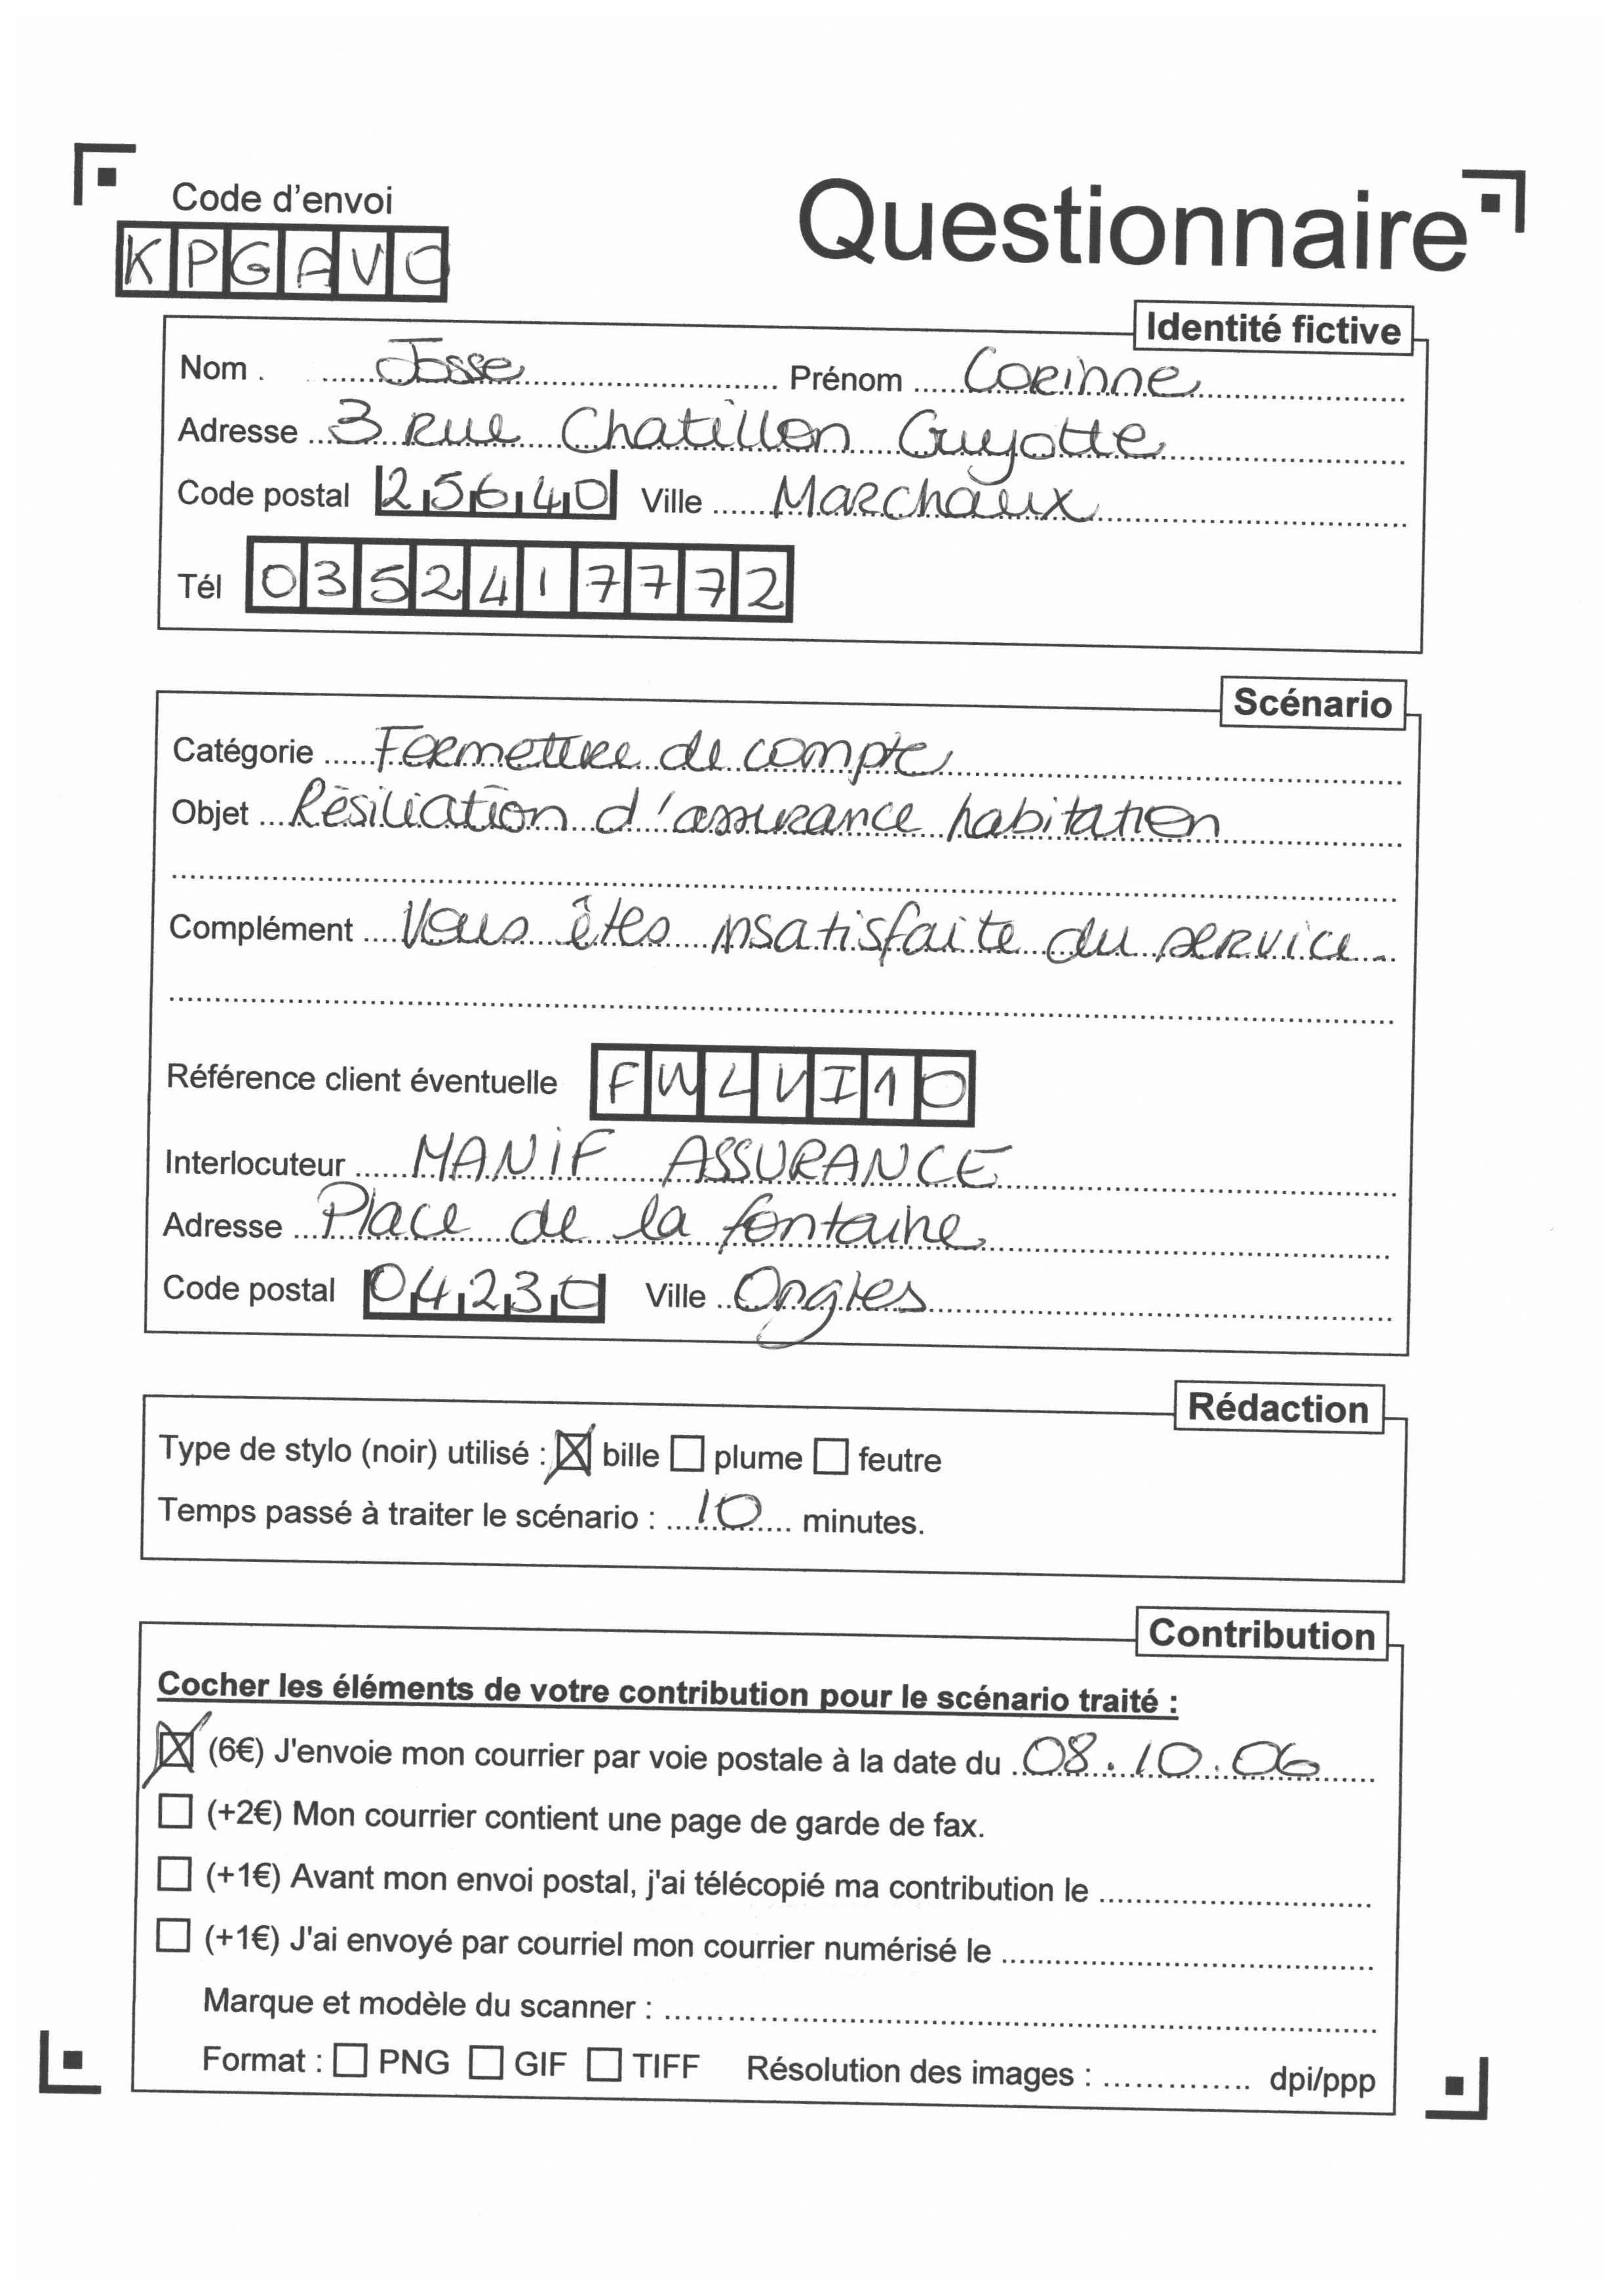 Code d'envoi
KPGAVC
Questionnaire
Identité fictive
Nom . Josse Prénom Corinne
Adresse 3 Rue Chatillon Guyotte
Code postal 25640 Ville Marchaux
Tél 0352417772
Scénario
Catégorie Fermeture de compte
Objet Résiliation d'assurance habitation
Complément Vous êtes insatisfaite du service.
Référence client éventuelle FWLVI10
Interlocuteur MANIF ASSURANCE
Adresse Place de la fontaine
Code postal 04230 Ville Ongles
Rédaction
Type de stylo (noir) utilisé : ☒ bille ☐ plume ☐ feutre
Temps passé à traiter le scénario : 10 minutes.
Contribution
Cocher les éléments de votre contribution pour le scénario traité :
☒ (6€) J'envoie mon courrier par voie postale à la date du 08.10.06
☐ (+2€) Mon courrier contient une page de garde de fax.
☐ (+1€) Avant mon envoi postal, j'ai télécopié ma contribution le
☐ (+1€) J'ai envoyé par courriel mon courrier numérisé le
Marque et modèle du scanner :
Format : ☐ PNG ☐ GIF ☐ TIFF Résolution des images : dpi/ppp